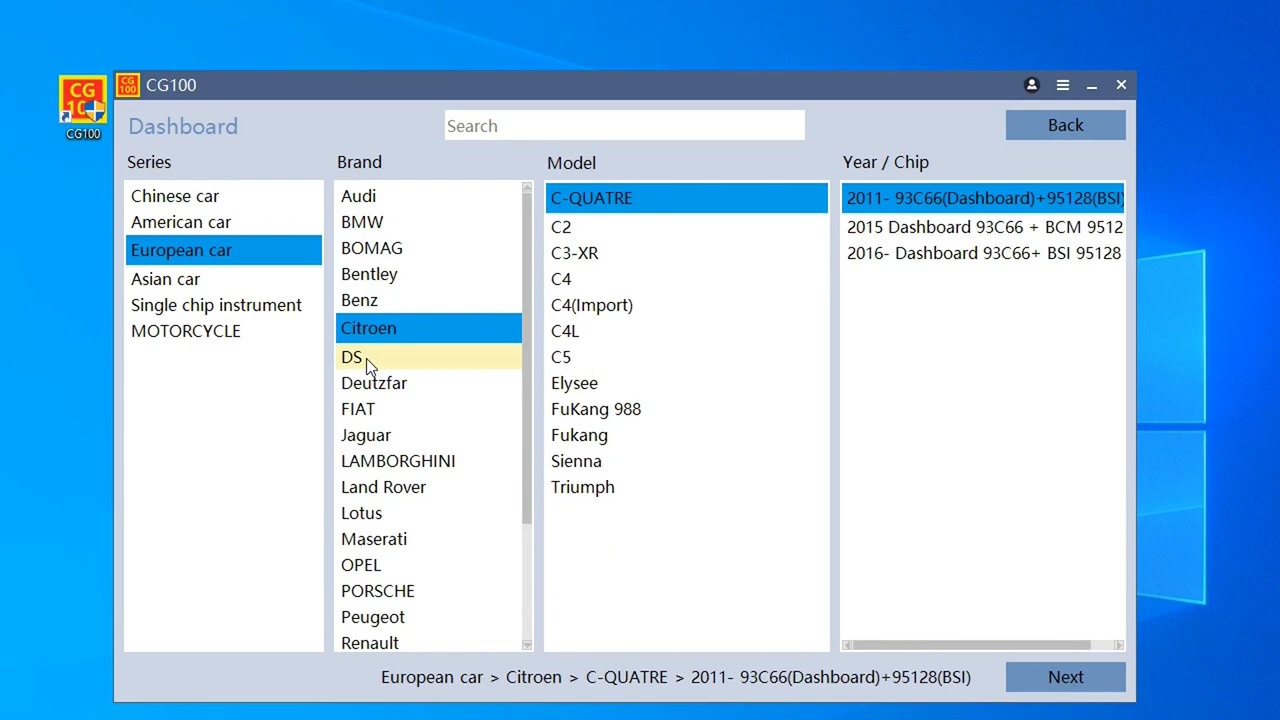 CG100
CG100
CG 100
CG100
Dashboard
Search
Back
Series
Brand
Model
Year / Chip
Chinese car
American car
European car
Asian car
Single chip instrument
MOTORCYCLE
Audi
BMW
BOMAG
Bentley
Benz
Citroen
DS
Deutzfar
FIAT
Jaguar
LAMBORGHINI
Land Rover
Lotus
Maserati
OPEL
PORSCHE
Peugeot
Renault
C-QUATRE
C2
C3-XR
C4
C4(Import)
C4L
C5
Elysee
FuKang 988
Fukang
Sienna
Triumph
2011- 93C66(Dashboard)+95128(BSI)
2015 Dashboard 93C66 + BCM 9512
2016- Dashboard 93C66+ BSI 95128
European car > Citroen > C-QUATRE > 2011- 93C66(Dashboard)+95128(BSI)
Next